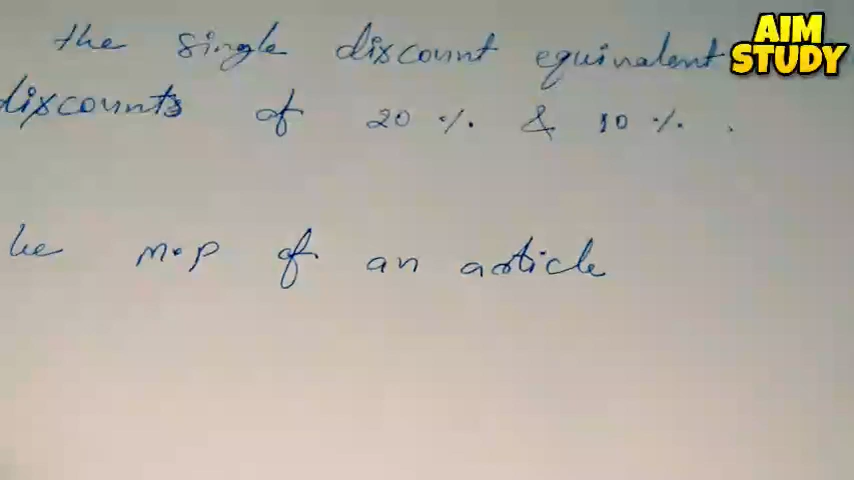 the single discount equivalent
discounts of 20 % & 10 % .
be m.p of an article
AIM
STUDY